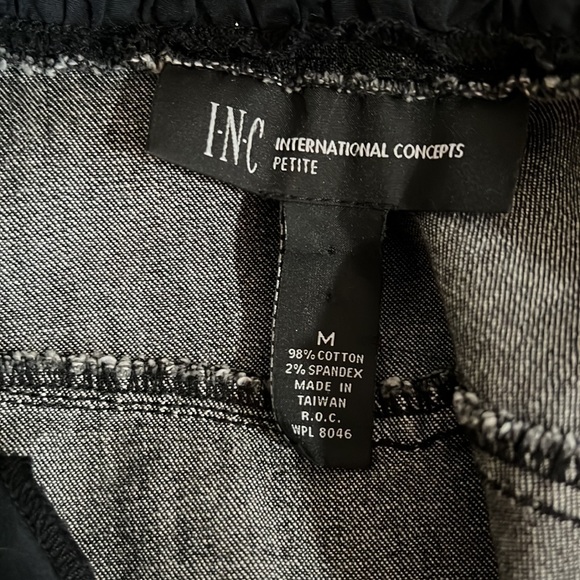 I·N·C INTERNATIONAL CONCEPTS
PETITE
M
98% COTTON
2% SPANDEX
MADE IN
TAIWAN
R.O.C.
WPL 8046